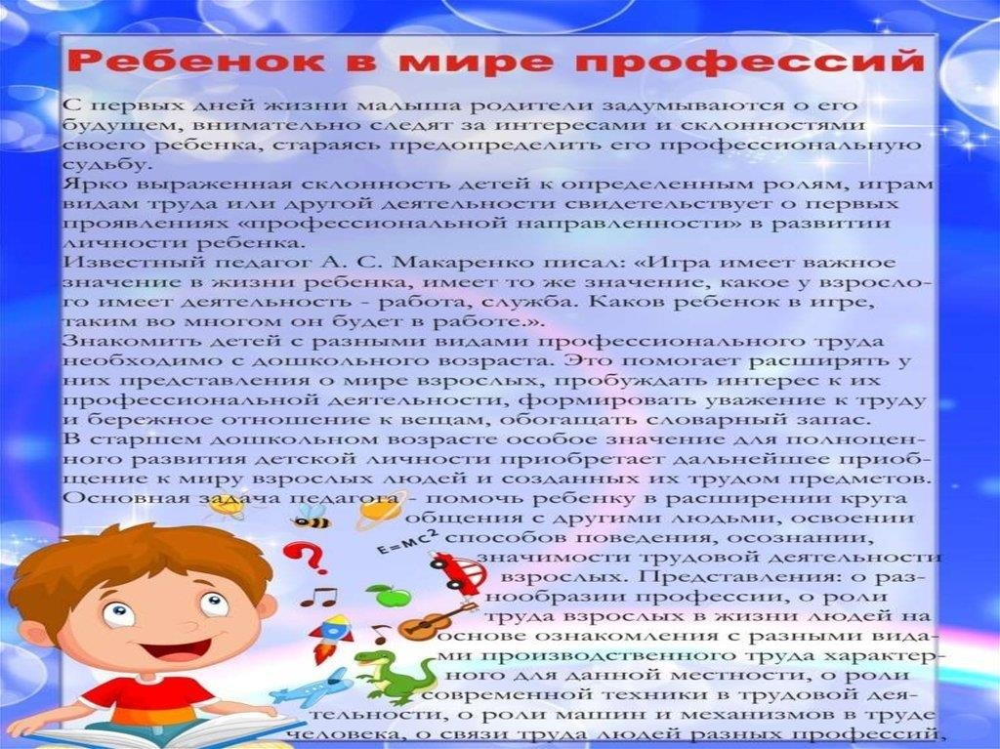 Ребенок в мире профессий
С первых дней жизни малыша родители задумываются о его
будущем, внимательно следят за интересами и склонностями
своего ребенка, стараясь предопределить его профессиональную
судьбу.
Ярко выраженная склонность детей к определенным ролям, играм
видам труда или другой деятельности свидетельствует о первых
проявлениях «профессиональной направленности» в развитии
личности ребенка.
Известный педагог А. С. Макаренко писал: «Игра имеет важное
значение в жизни ребенка, имеет то же значение, какое у взросло-
го имеет деятельность - работа, служба. Каков ребенок в игре,
таким во многом он будет в работе.».
Знакомить детей с разными видами профессионального труда
необходимо с дошкольного возраста. Это помогает расширять у
них представления о мире взрослых, пробуждать интерес к их
профессиональной деятельности, формировать уважение к труду
и бережное отношение к вещам, обогащать словарный запас.
В старшем дошкольном возрасте особое значение для полноцен-
ного развития детской личности приобретает дальнейшее приоб-
щение к миру взрослых людей и созданных их трудом предметов.
Основная задача педагога - помочь ребенку в расширении круга
общения с другими людьми, освоении
способов поведения, осознании,
значимости трудовой деятельности
взрослых. Представления: о раз-
нообразии профессии, о роли
труда взрослых в жизни людей на
основе ознакомления с разными вида-
ми производственного труда характер-
ного для данной местности, о роли
современной техники в трудовой дея-
тельности, о роли машин и механизмов в труде
человека, о связи труда людей разных профессий,
E=MC²